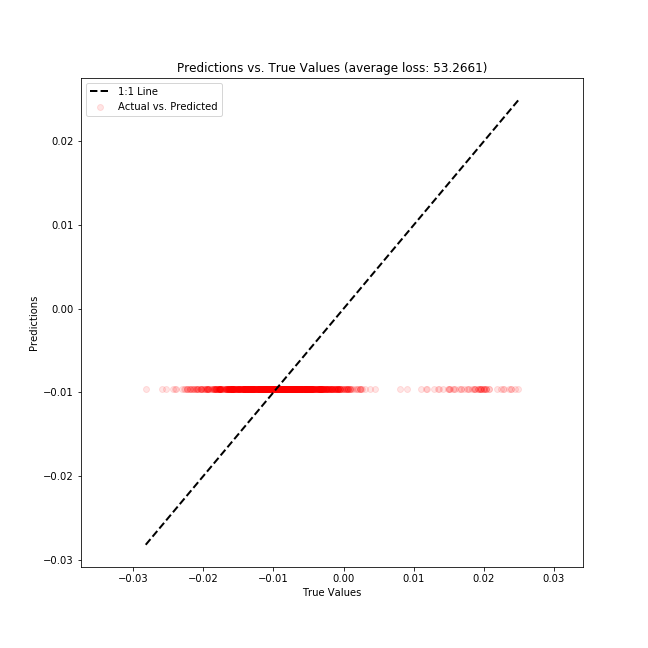 Predictions vs. True Values (average loss: 53.2661)
1:1 Line
Actual vs. Predicted
0.02
0.01
0.00
−0.01
−0.02
−0.03
Predictions
−0.03 −0.02 −0.01 0.00 0.01 0.02 0.03
True Values